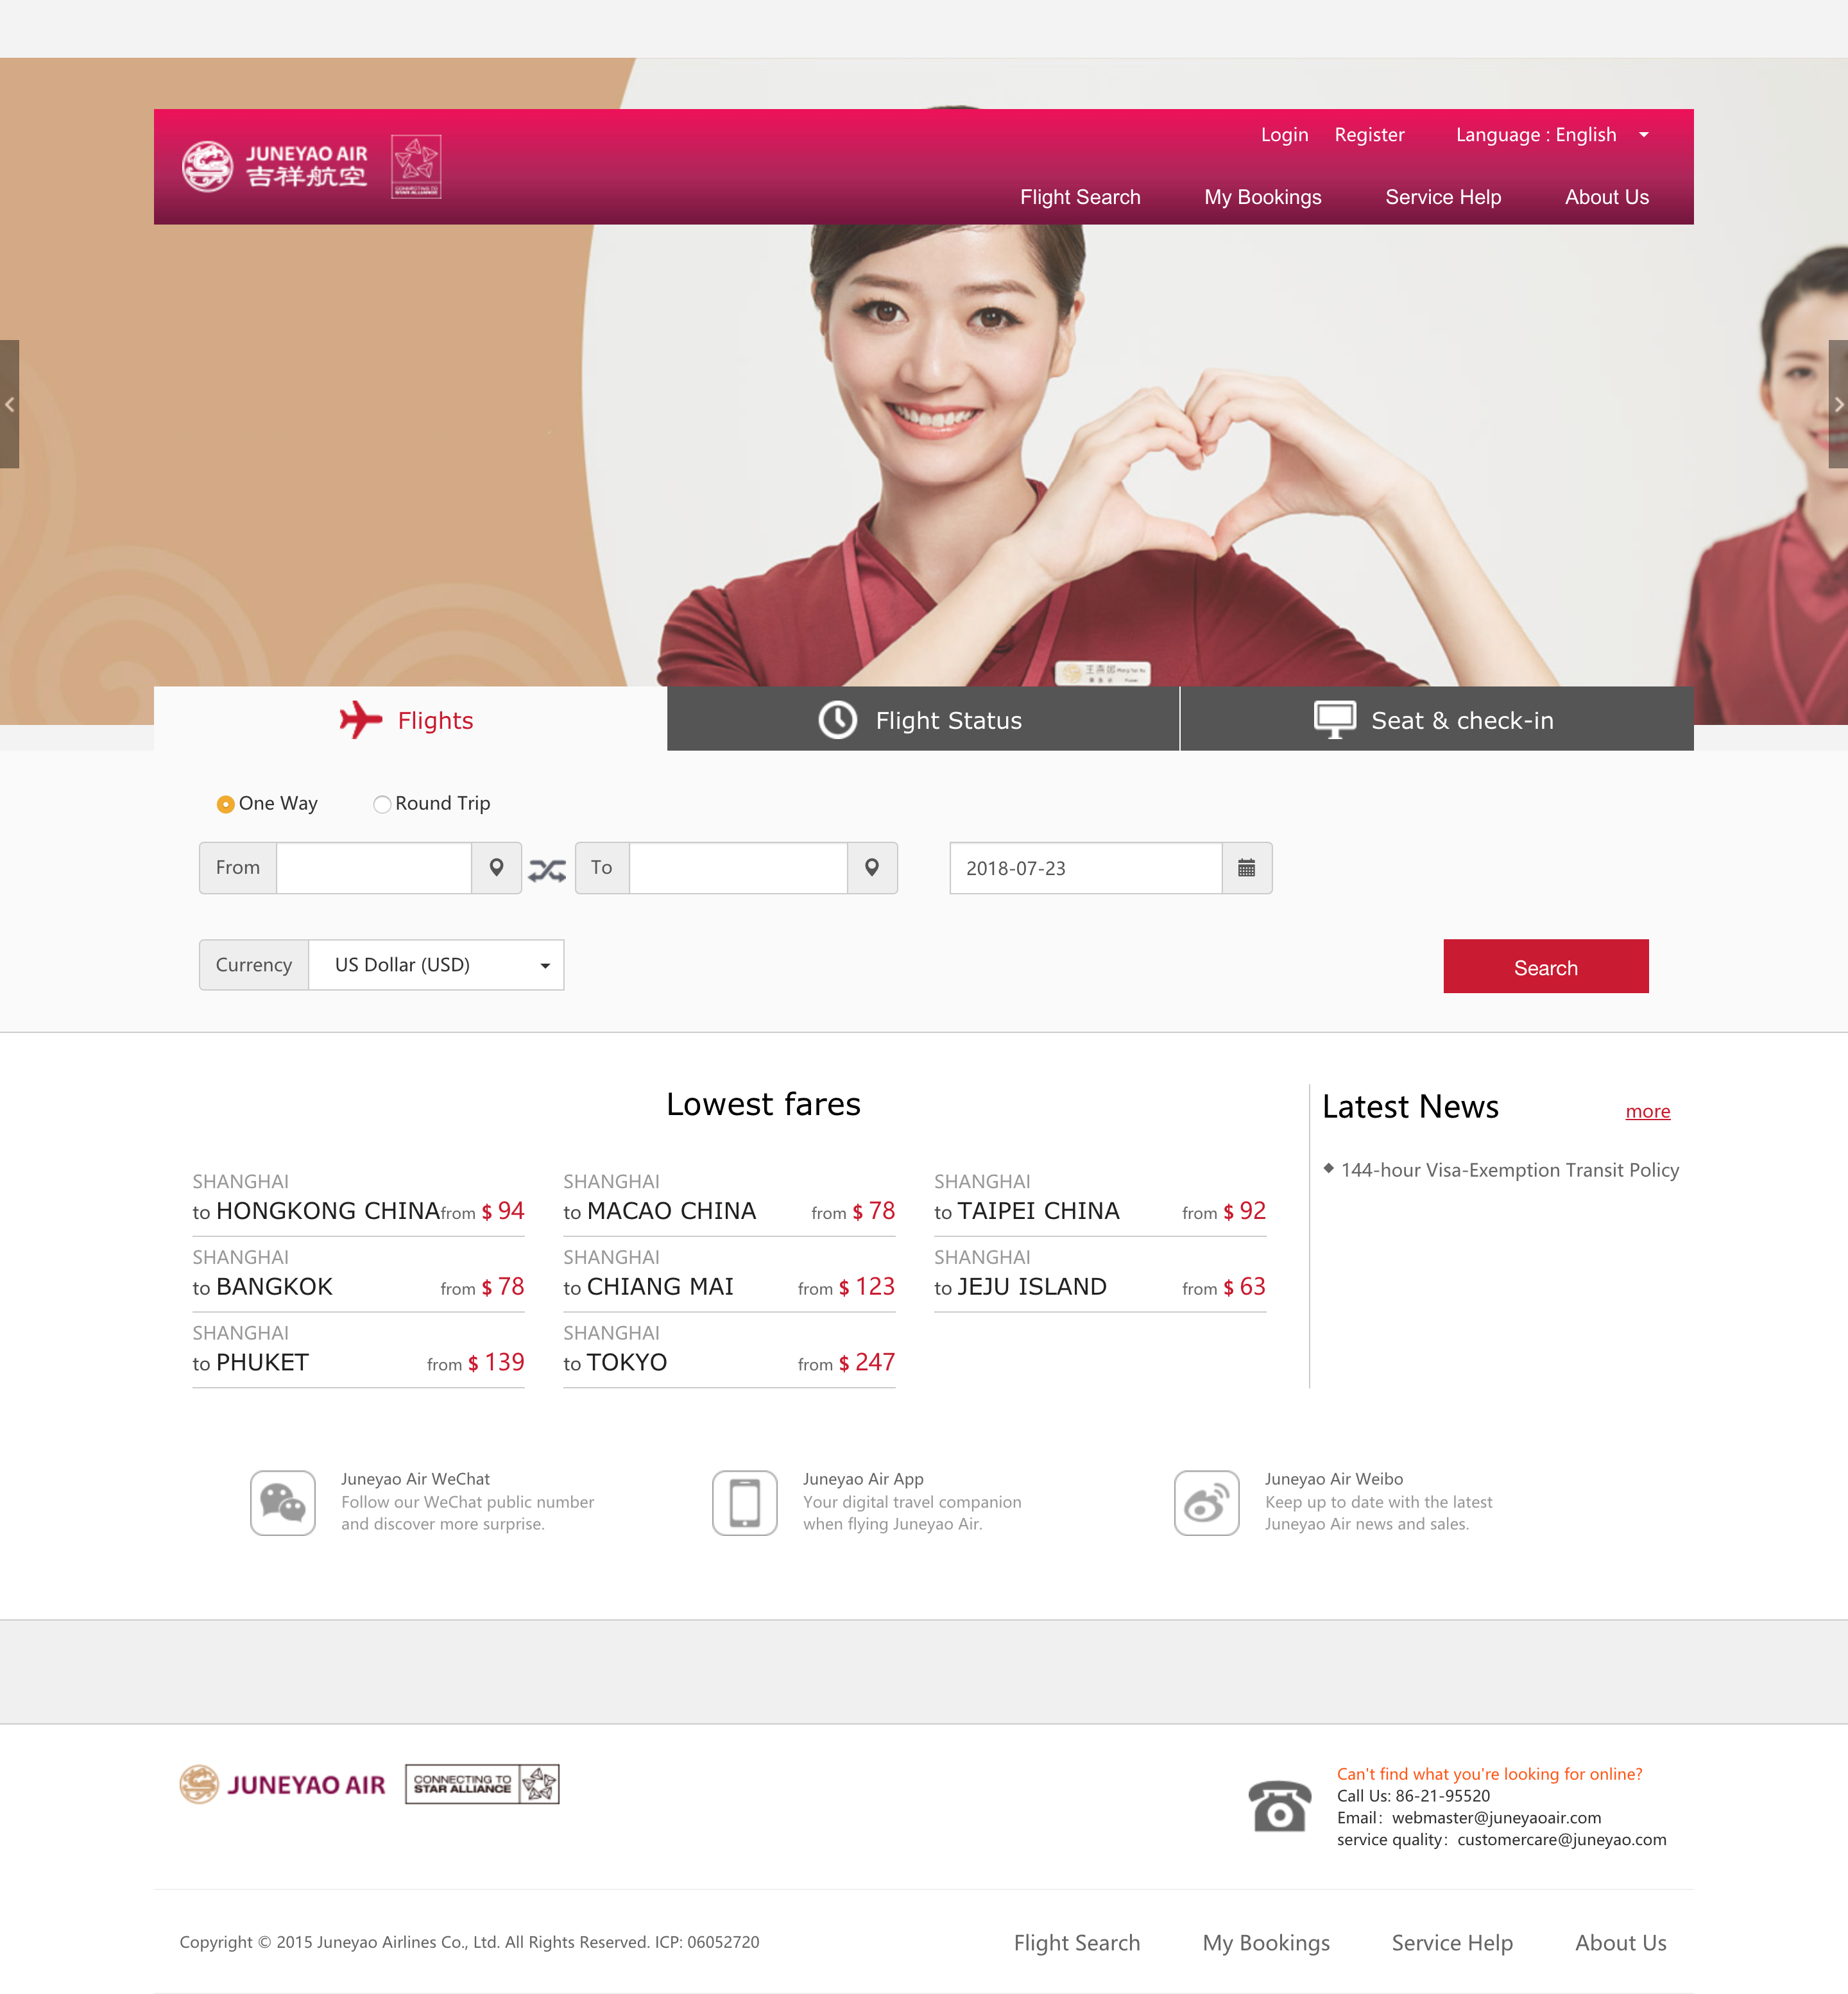 JUNEYAO AIR
吉祥航空
CONNECTING TO
STAR ALLIANCE
Login Register Language : English
Flight Search My Bookings Service Help About Us
Flights
Flight Status
Seat & check-in
One Way Round Trip
From To 2018-07-23
Currency US Dollar (USD) Search
Lowest fares
SHANGHAI
to HONGKONG CHINA from $ 94
SHANGHAI
to MACAO CHINA from $ 78
SHANGHAI
to TAIPEI CHINA from $ 92
SHANGHAI
to BANGKOK from $ 78
SHANGHAI
to CHIANG MAI from $ 123
SHANGHAI
to JEJU ISLAND from $ 63
SHANGHAI
to PHUKET from $ 139
SHANGHAI
to TOKYO from $ 247
Latest News more
144-hour Visa-Exemption Transit Policy
Juneyao Air WeChat
Follow our WeChat public number
and discover more surprise.
Juneyao Air App
Your digital travel companion
when flying Juneyao Air.
Juneyao Air Weibo
Keep up to date with the latest
Juneyao Air news and sales.
JUNEYAO AIR
CONNECTING TO
STAR ALLIANCE
Can't find what you're looking for online?
Call Us: 86-21-95520
Email： webmaster@juneyaoair.com
service quality： customercare@juneyao.com
Copyright © 2015 Juneyao Airlines Co., Ltd. All Rights Reserved. ICP: 06052720
Flight Search My Bookings Service Help About Us